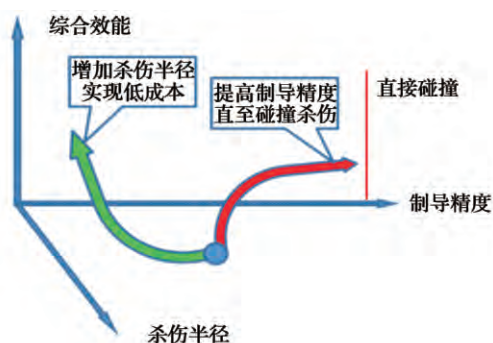 综合效能
增加杀伤半径
实现低成本
提高制导精度
直至碰撞杀伤
直接碰撞
制导精度
杀伤半径